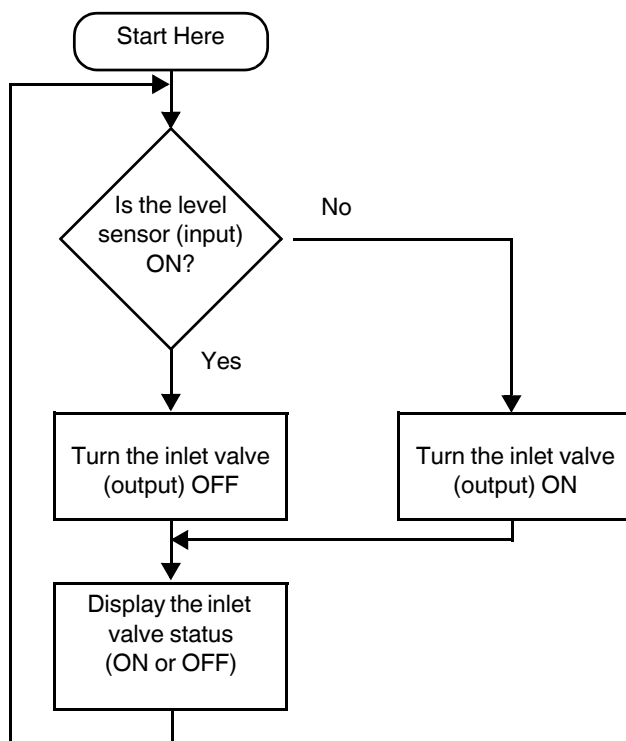 Start Here
Is the level
sensor (input)
ON?
No
Yes
Turn the inlet valve
(output) OFF
Turn the inlet valve
(output) ON
Display the inlet
valve status
(ON or OFF)